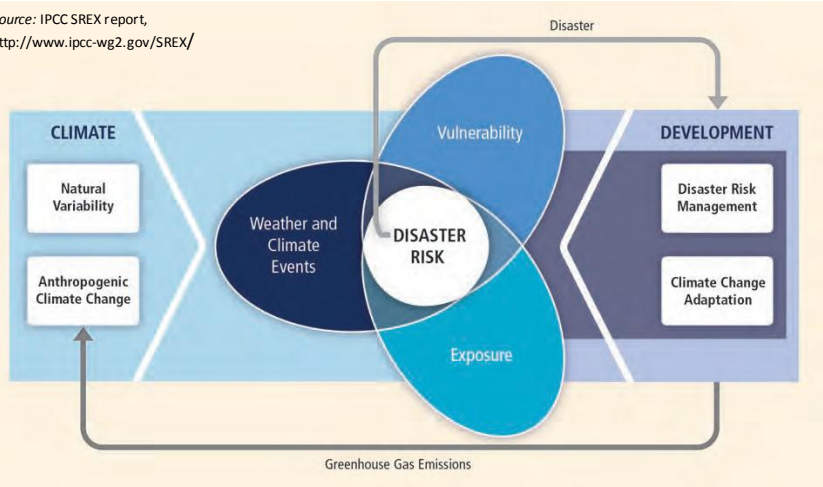 ource: IPCC SREX report,
ttp://www.ipcc-wg2.gov/SREX/
Disaster
CLIMATE
Natural
Variability
Anthropogenic
Climate Change
Vulnerability
Weather and
Climate
Events
DISASTER
RISK
Exposure
DEVELOPMENT
Disaster Risk
Management
Climate Change
Adaptation
Greenhouse Gas Emissions